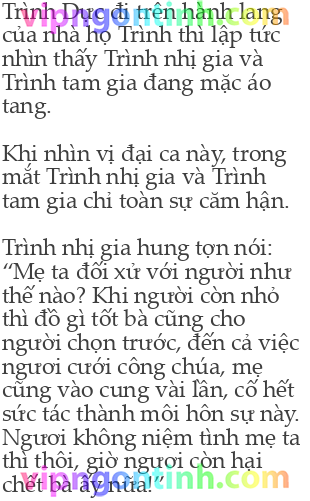 Trình Dực đi trên hành lang
của nhà họ Trình thì lập tức
nhìn thấy Trình nhị gia và
Trình tam gia đang mặc áo
tang.
Khi nhìn vị đại ca này, trong
mắt Trình nhị gia và Trình
tam gia chỉ toàn sự căm hận.
Trình nhị gia hung tợn nói:
“Mẹ ta đối xử với người như
thế nào? Khi người còn nhỏ
thì đồ gì tốt bà cũng cho
người chọn trước, đến cả việc
ngươi cưới công chúa, mẹ
cũng vào cung vài lần, cố hết
sức tác thành môi hôn sự này.
Ngươi không niệm tình mẹ ta
thì thôi, giờ ngươi còn hại
chết bà ấy nữa!”
vipngontinh.com
vipngontinh.com